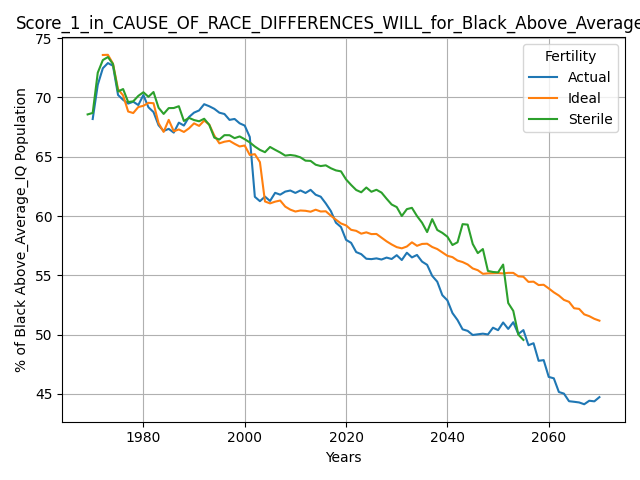 Score_1_in_CAUSE_OF_RACE_DIFFERENCES_WILL_for_Black_Above_Average
75
70
65
60
55
50
45
% of Black Above_Average_IQ Population
Fertility
Actual
Ideal
Sterile
1980 2000 2020 2040 2060
Years